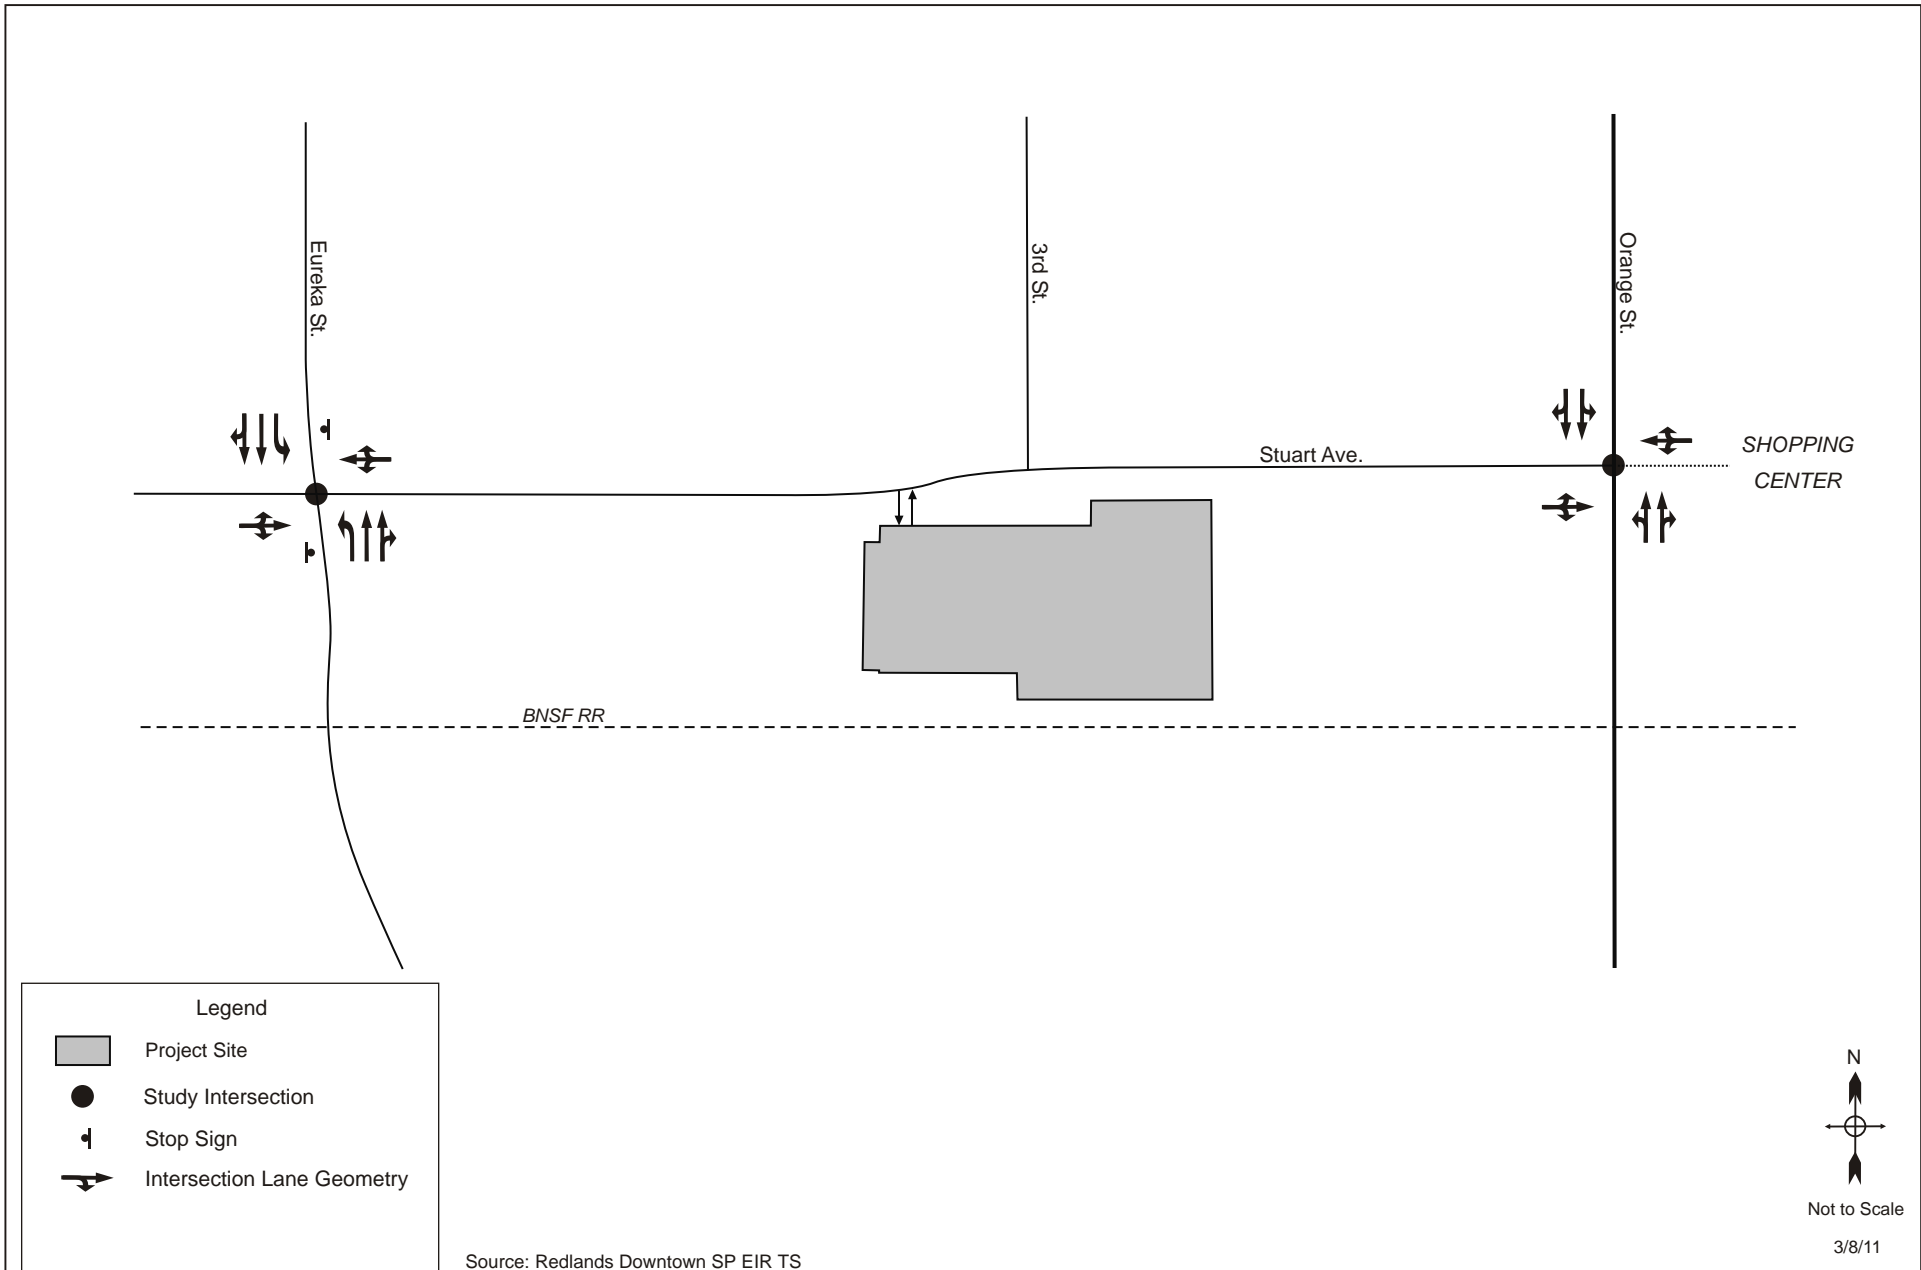 Eureka St.
3rd St.
Orange St.
Stuart Ave.
SHOPPING
CENTER
BNSF RR
Legend
Project Site
Study Intersection
Stop Sign
Intersection Lane Geometry
N
Not to Scale
3/8/11
Source: Redlands Downtown SP EIR TS